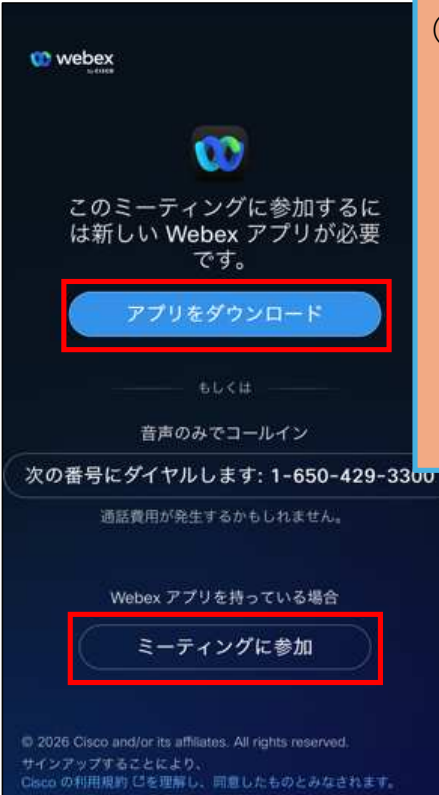 webex
by CISCO
このミーティングに参加するに
は新しい Webex アプリが必要
です。
アプリをダウンロード
もしくは
音声のみでコールイン
次の番号にダイヤルします: 1-650-429-3300
通話費用が発生するかもしれません。
Webex アプリを持っている場合
ミーティングに参加
© 2026 Cisco and/or its affiliates. All rights reserved.
サインアップすることにより、
Cisco の利用規約 を理解し、同意したものとみなされます。